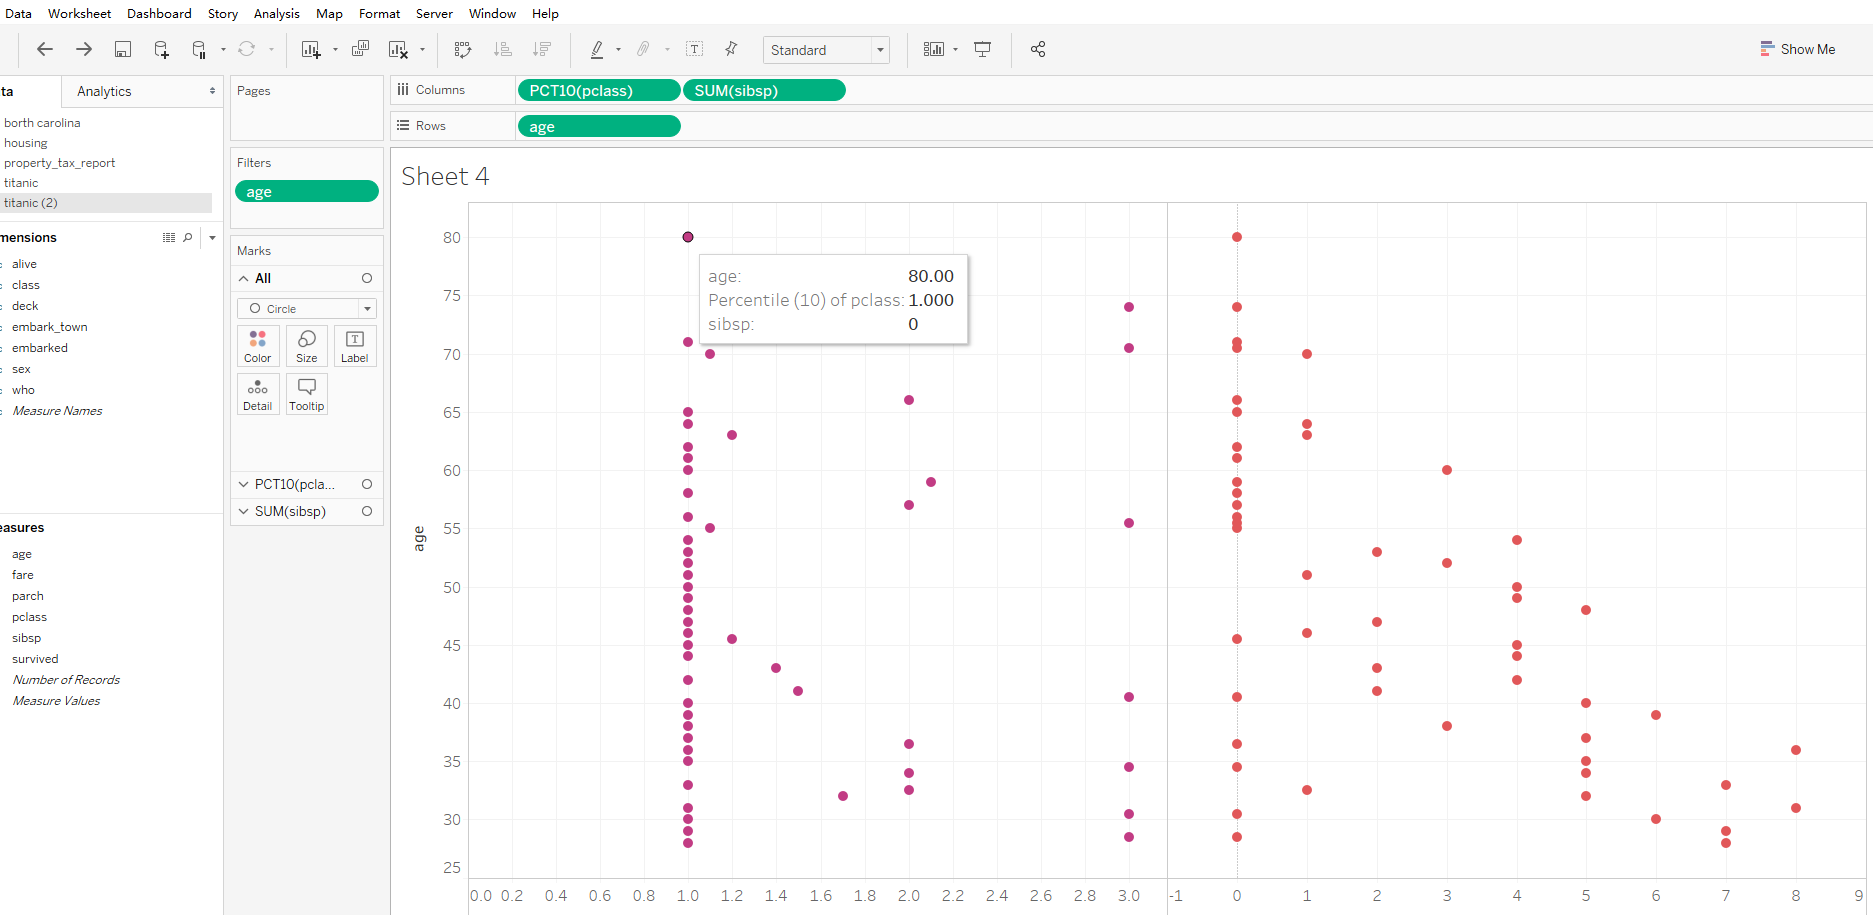 Data Worksheet Dashboard Story Analysis Map Format Server Window Help
Standard
Show Me
ta Analytics
borth carolina
housing
property_tax_report
titanic
titanic (2)
mensions
alive
class
deck
embark_town
embarked
sex
who
Measure Names
easures
age
fare
parch
pclass
sibsp
survived
Number of Records
Measure Values
Pages
Filters
age
Marks
All
Circle
Color Size Label
Detail Tooltip
PCT10(pcla...
SUM(sibsp)
Columns PCT10(pclass) SUM(sibsp)
Rows age
Sheet 4
age
80
75
70
65
60
55
50
45
40
35
30
25
age: 80.00
Percentile (10) of pclass: 1.000
sibsp: 0
0.0 0.2 0.4 0.6 0.8 1.0 1.2 1.4 1.6 1.8 2.0 2.2 2.4 2.6 2.8 3.0 -1 0 1 2 3 4 5 6 7 8 9